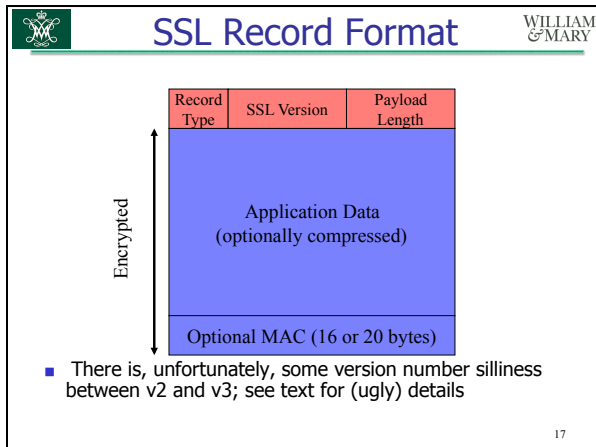 SSL Record Format
WILLIAM
& MARY
Record
Type
SSL Version
Payload
Length
Encrypted
Application Data
(optionally compressed)
Optional MAC (16 or 20 bytes)
There is, unfortunately, some version number silliness
between v2 and v3; see text for (ugly) details
17